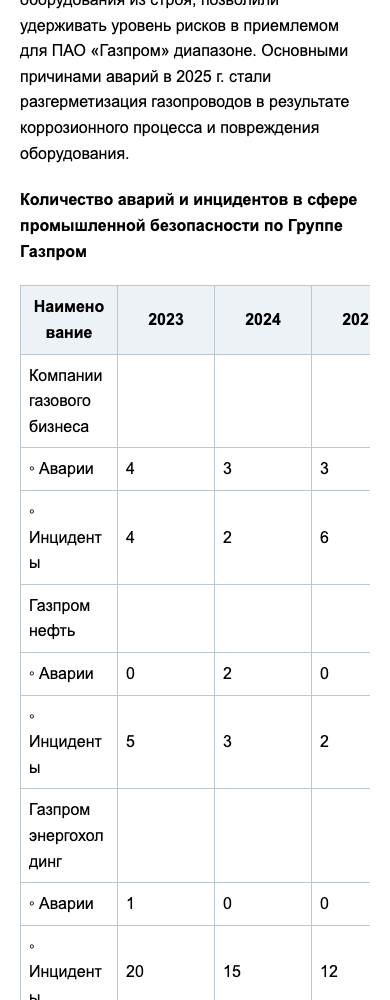 оборудования из строя, позволили
удерживать уровень рисков в приемлемом
для ПАО «Газпром» диапазоне. Основными
причинами аварий в 2025 г. стали
разгерметизация газопроводов в результате
коррозионного процесса и повреждения
оборудования.
Количество аварий и инцидентов в сфере
промышленной безопасности по Группе
Газпром
Наимено
вание
2023
2024
202
Компании
газового
бизнеса
◦ Аварии
4
3
3
◦
Инцидент
ы
4
2
6
Газпром
нефть
◦ Аварии
0
2
0
◦
Инцидент
ы
5
3
2
Газпром
энергохол
динг
◦ Аварии
1
0
0
◦
Инцидент
ы
20
15
12